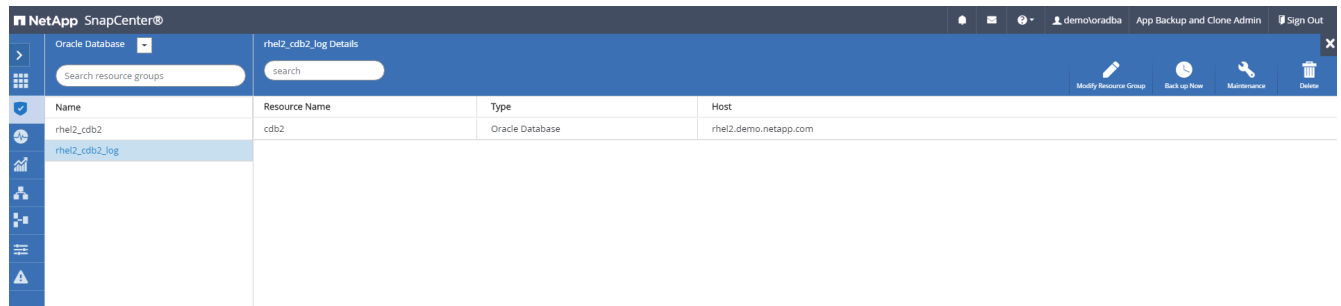 NetApp SnapCenter®
demo\oradba App Backup and Clone Admin Sign Out
Oracle Database
Search resource groups
rhel2_cdb2_log Details
search
Modify Resource Group Back up Now Maintenance Delete
Name
rhel2_cdb2
rhel2_cdb2_log
Resource Name Type Host
cdb2 Oracle Database rhel2.demo.netapp.com